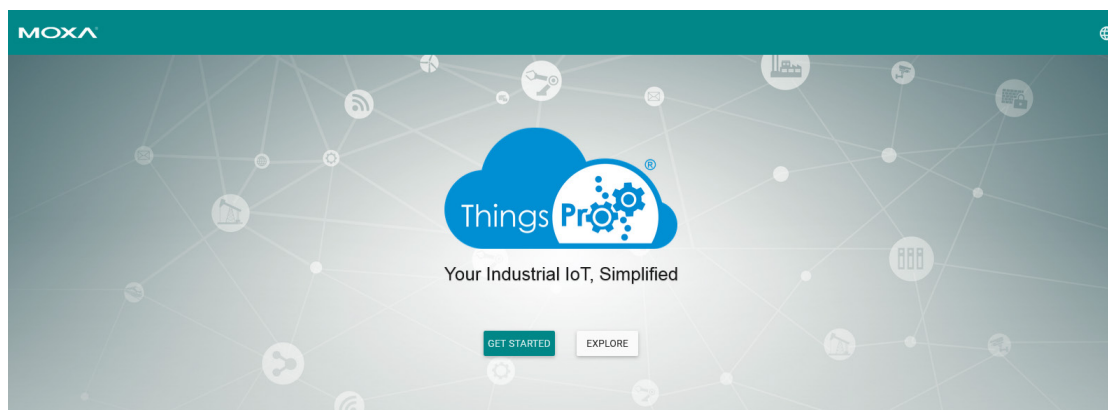 MOXA
®
Things Pro
Your Industrial IoT, Simplified
GET STARTED
EXPLORE